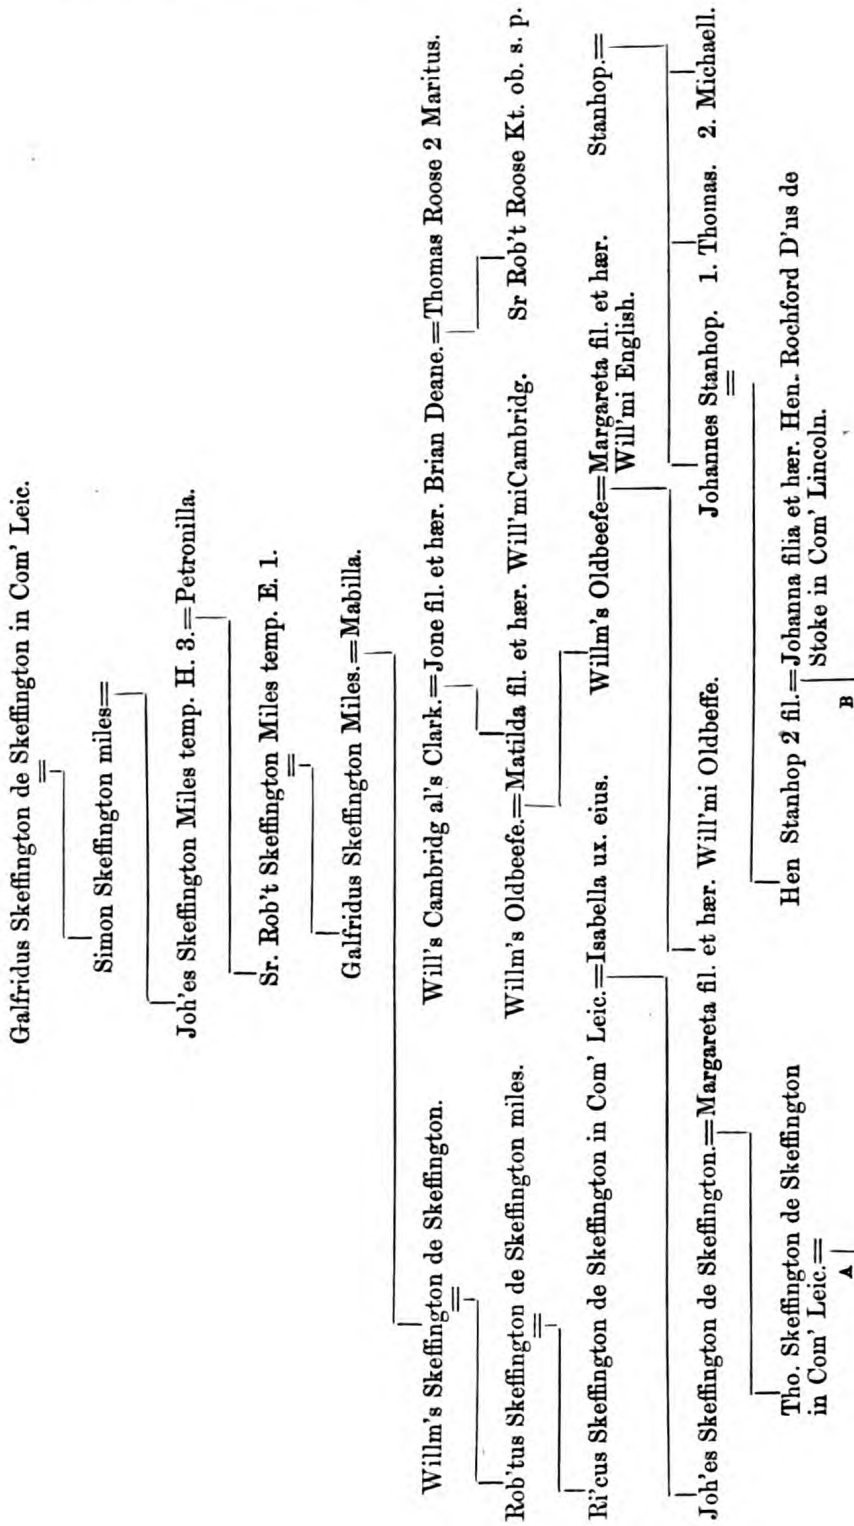 Galfridus Skeffington de Skeffington in Com' Leic.
Simon Skeffington miles=
Joh'es Skeffington Miles temp. H. 3.=Petronilla.
Sr. Rob't Skeffington Miles temp. E. 1.
Galfridus Skeffington Miles.=Mabilla.
Willm's Skeffington de Skeffington. Will's Cambridg al's Clark.=Jone fil. et hær. Brian Deane.=Thomas Roose 2 Maritus.
Rob'tus Skeffington de Skeffington miles. Willm's Oldbeefe.=Matilda fil. et hær. Will'miCambridg. Sr Rob't Roose Kt. ob. s. p.
Ri'cus Skeffington de Skeffington in Com' Leic.=Isabella ux. eius. Willm's Oldbeefe=Margareta fil. et hær. Stanhop.=
Will'mi English.
Joh'es Skeffington de Skeffington.=Margareta fil. et hær. Will'mi Oldbeffe. Johannes Stanhop. 1. Thomas. 2. Michaell.
Tho. Skeffington de Skeffington Hen Stanhop 2 fil.=Johanna filia et hær. Hen. Rochford D'ns de
in Com' Leic.= Stoke in Com' Lincoln.
A B